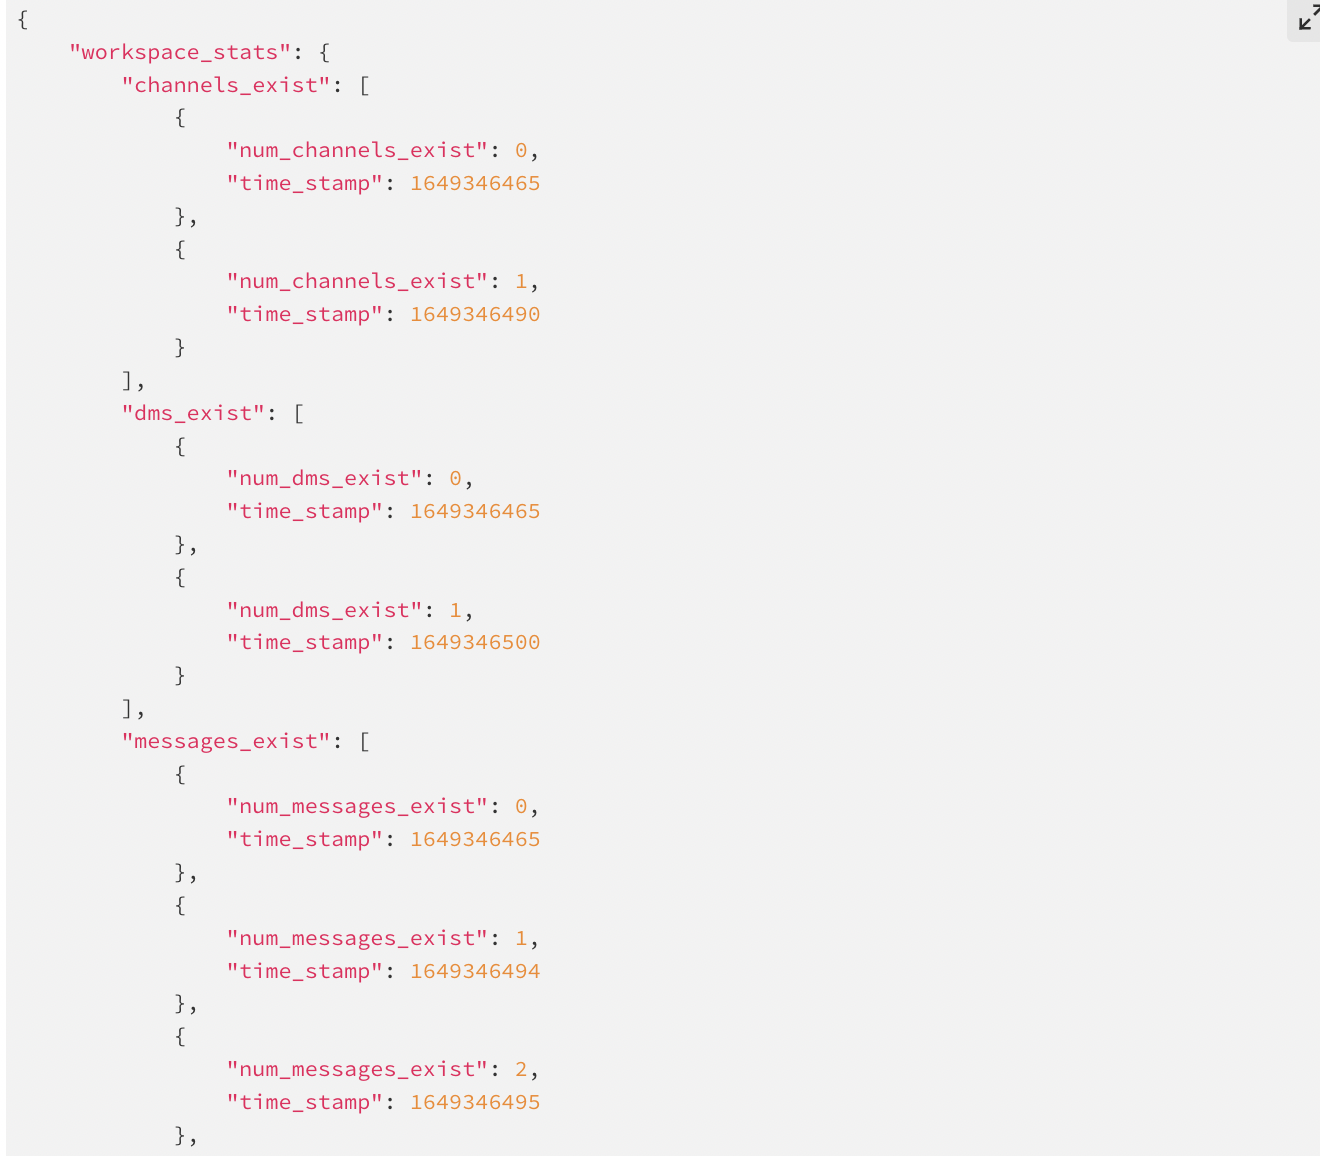 {
    "workspace_stats": {
        "channels_exist": [
            {
                "num_channels_exist": 0,
                "time_stamp": 1649346465
            },
            {
                "num_channels_exist": 1,
                "time_stamp": 1649346490
            }
        ],
        "dms_exist": [
            {
                "num_dms_exist": 0,
                "time_stamp": 1649346465
            },
            {
                "num_dms_exist": 1,
                "time_stamp": 1649346500
            }
        ],
        "messages_exist": [
            {
                "num_messages_exist": 0,
                "time_stamp": 1649346465
            },
            {
                "num_messages_exist": 1,
                "time_stamp": 1649346494
            },
            {
                "num_messages_exist": 2,
                "time_stamp": 1649346495
            },